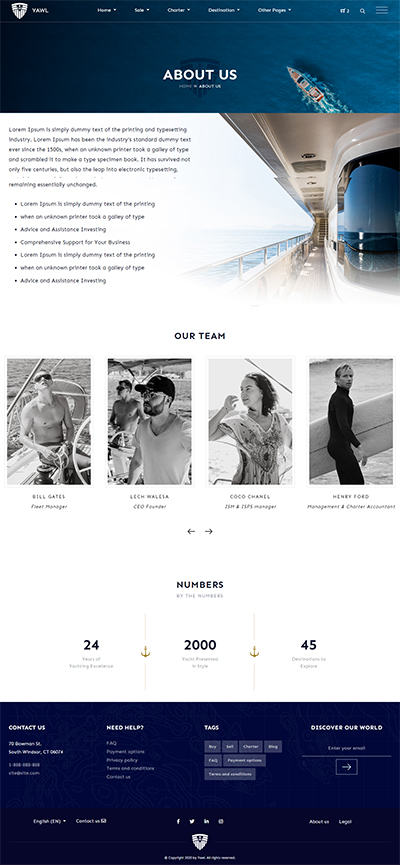 YAWL
Home Sale Charter Destination Other Pages 2
ABOUT US
HOME ABOUT US
Lorem Ipsum is simply dummy text of the printing and typesetting
industry. Lorem Ipsum has been the industry's standard dummy text
ever since the 1500s, when an unknown printer took a galley of type
and scrambled it to make a type specimen book. It has survived not
only five centuries, but also the leap into electronic typesetting,
remaining essentially unchanged.
• Lorem Ipsum is simply dummy text of the printing
• when an unknown printer took a galley of type
• Advice and Assistance Investing
• Comprehensive Support for Your Business
• Lorem Ipsum is simply dummy text of the printing
• when an unknown printer took a galley of type
• Advice and Assistance Investing
OUR TEAM
BILL GATES
Fleet Manager
LECH WALESA
CEO Founder
COCO CHANEL
ISM & ISPS manager
HENRY FORD
Management & Charter Accountant
NUMBERS
BY THE NUMBERS
24
Years of
Yachting Excellence
2000
Yacht Presented
in Style
45
Destinations to
Explore
CONTACT US
70 Bowman St.
South Windsor, CT 06074
1-808-880-808
site@site.com
NEED HELP?
FAQ
Payment options
Privacy policy
Terms and conditions
Contact us
TAGS
Buy Sell Charter Blog
FAQ Payment options
Terms and conditions
DISCOVER OUR WORLD
Enter your email
English (EN) Contact us
About us Legal
© Copyright 2020 by Yawl. All rights reserved.